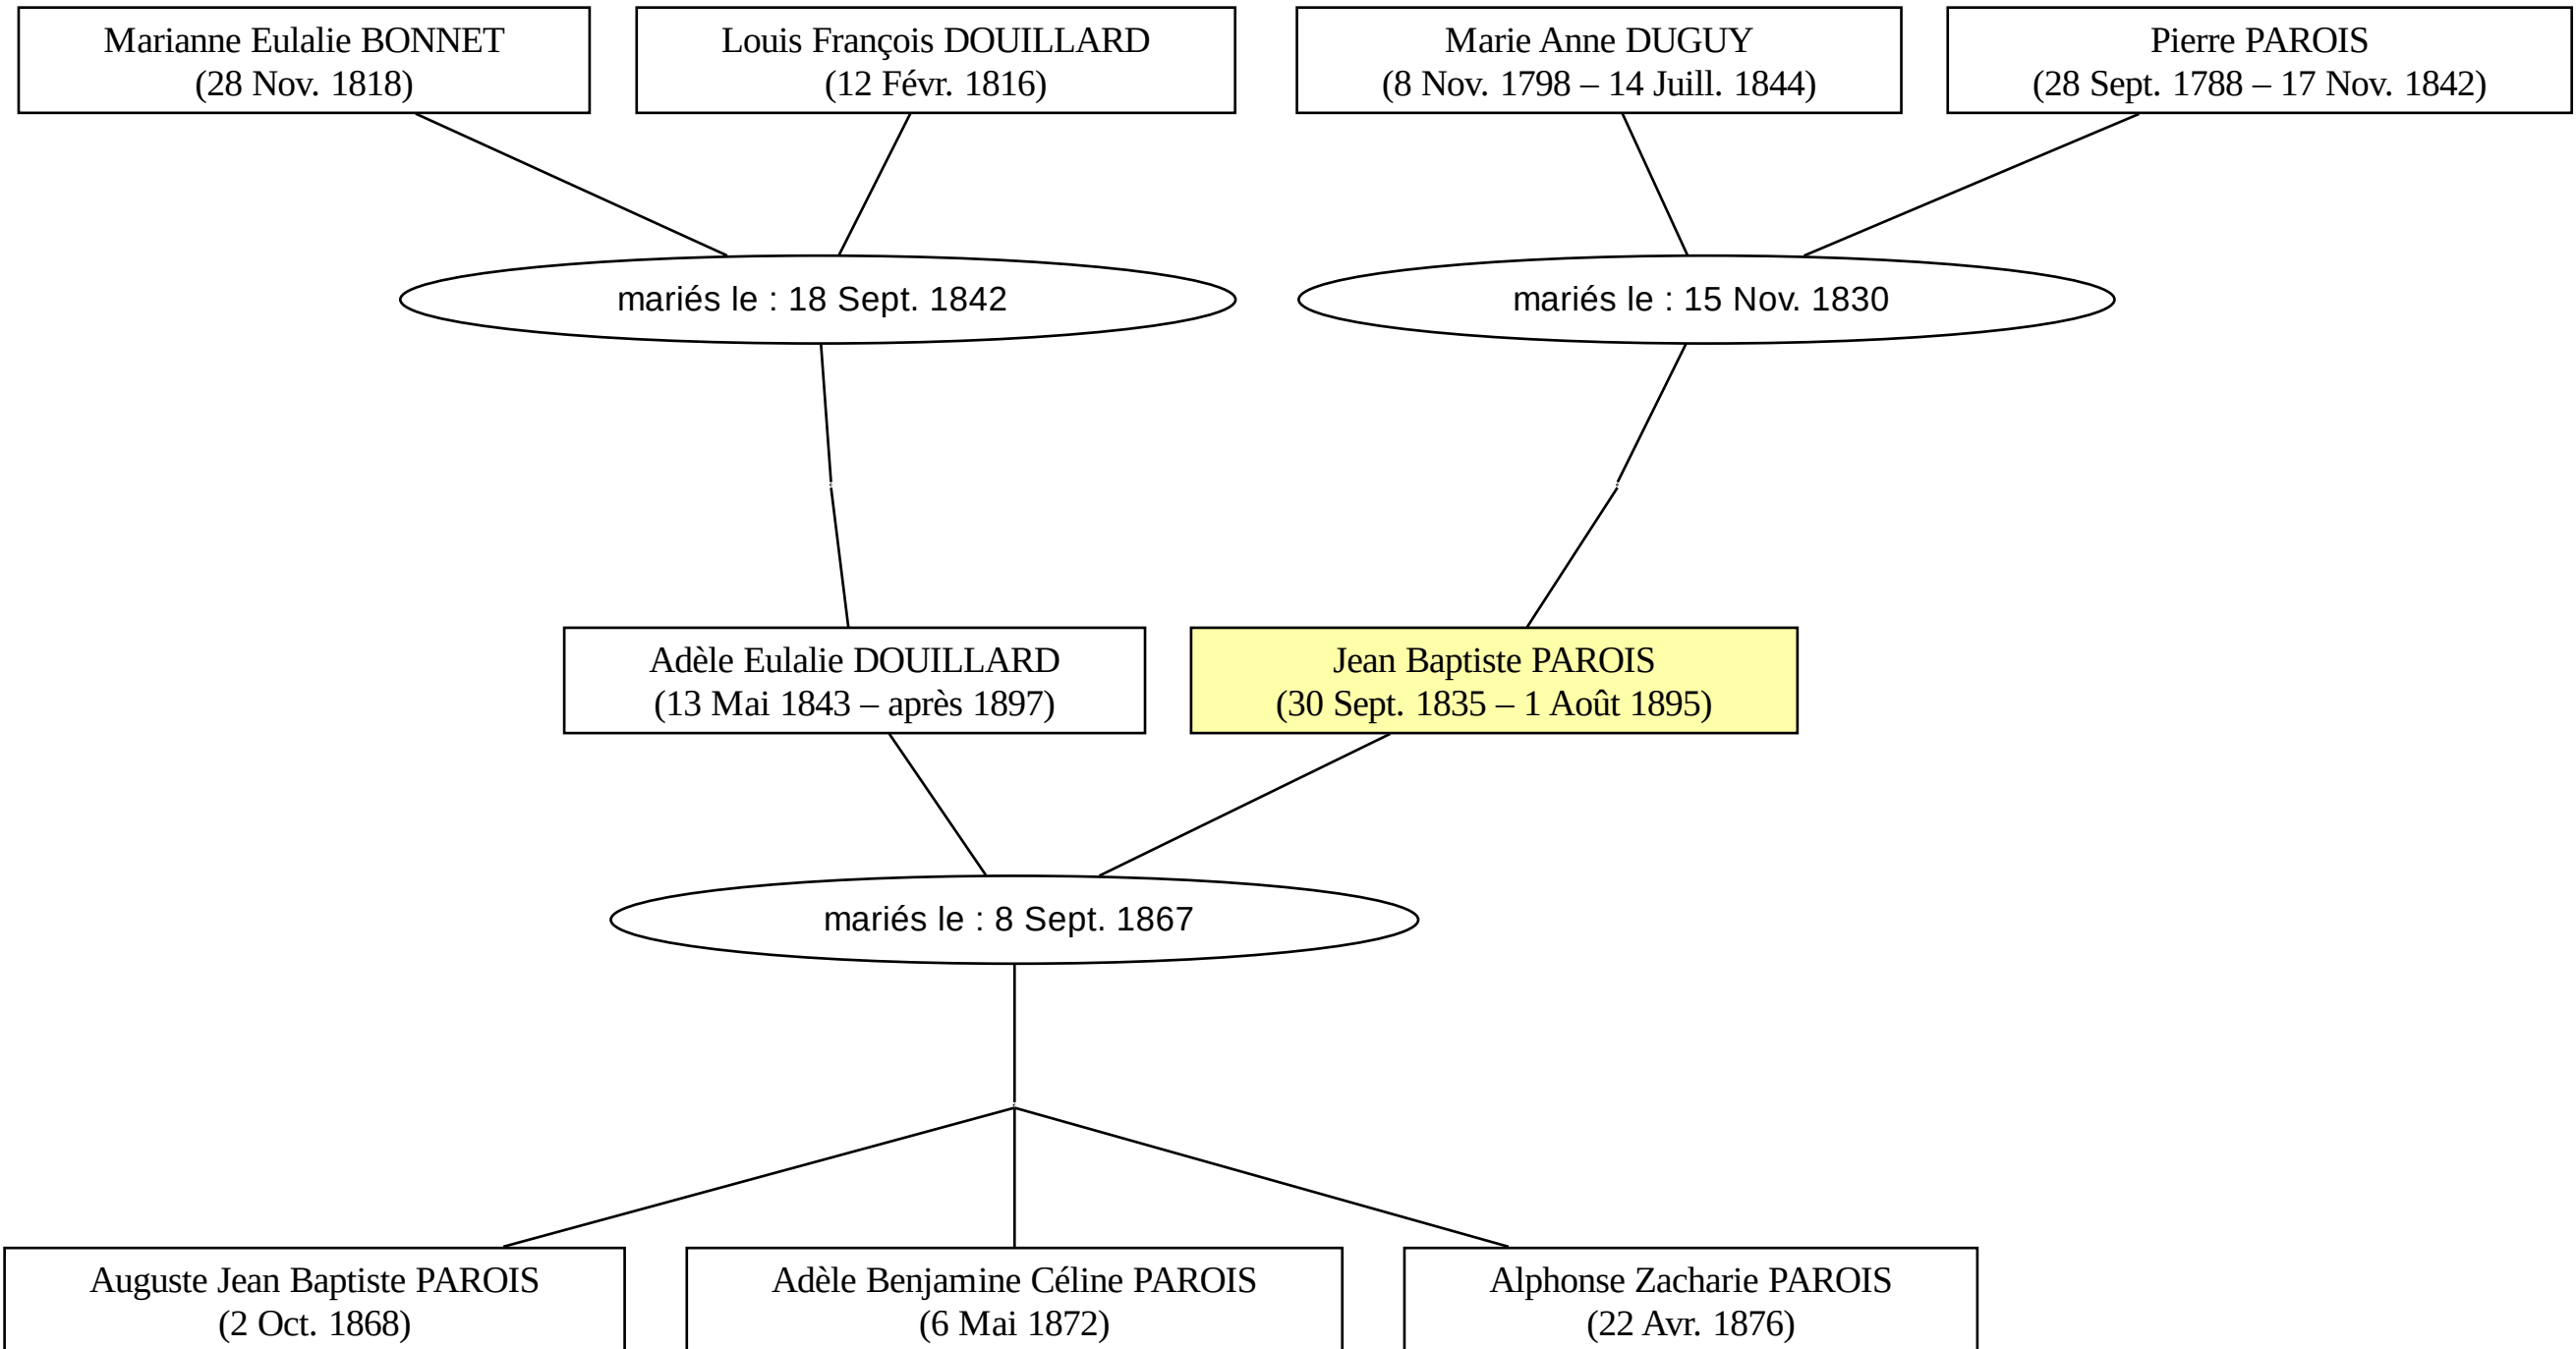 Marianne Eulalie BONNET
(28 Nov. 1818)
Louis François DOUILLARD
(12 Févr. 1816)
Marie Anne DUGUY
(8 Nov. 1798 – 14 Juill. 1844)
Pierre PAROIS
(28 Sept. 1788 – 17 Nov. 1842)
mariés le : 18 Sept. 1842
mariés le : 15 Nov. 1830
Adèle Eulalie DOUILLARD
(13 Mai 1843 – après 1897)
Jean Baptiste PAROIS
(30 Sept. 1835 – 1 Août 1895)
mariés le : 8 Sept. 1867
Auguste Jean Baptiste PAROIS
(2 Oct. 1868)
Adèle Benjamine Céline PAROIS
(6 Mai 1872)
Alphonse Zacharie PAROIS
(22 Avr. 1876)